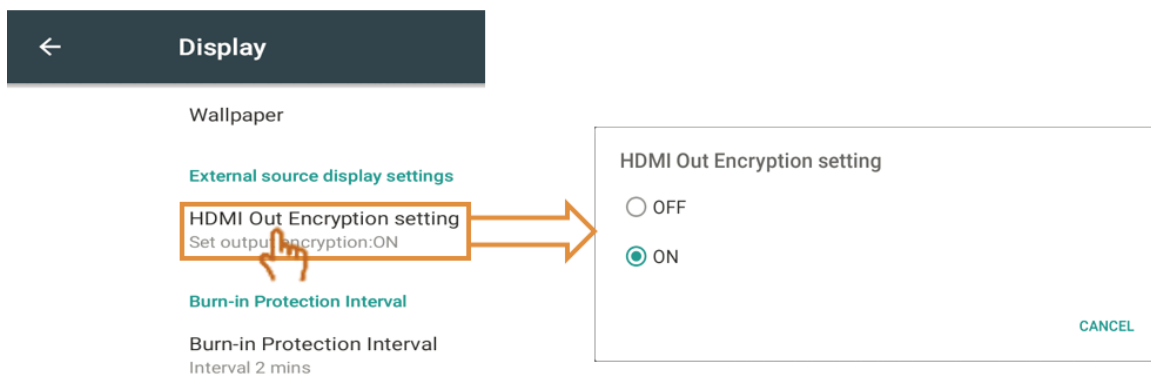 Display
Wallpaper
External source display settings
HDMI Out Encryption setting
Set output encryption:ON
Burn-in Protection Interval
Burn-in Protection Interval
Interval 2 mins
HDMI Out Encryption setting
OFF
ON
CANCEL